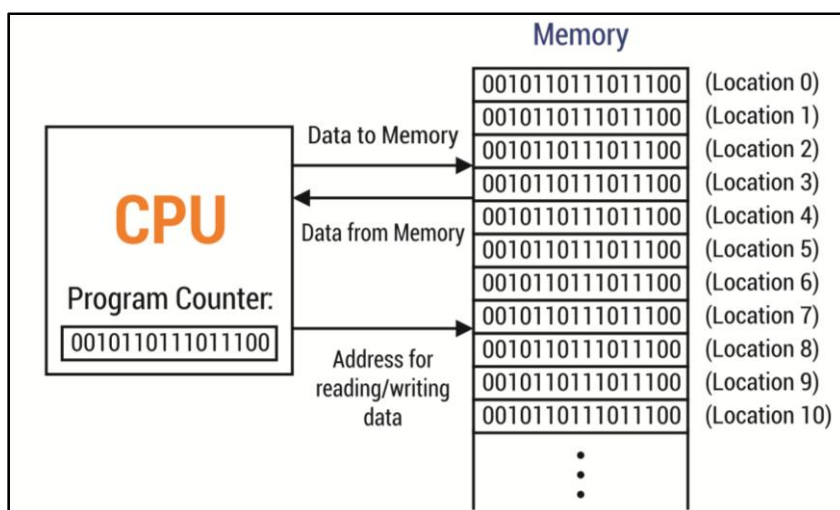 Memory
0010110111011100 (Location 0)
0010110111011100 (Location 1)
0010110111011100 (Location 2)
0010110111011100 (Location 3)
0010110111011100 (Location 4)
0010110111011100 (Location 5)
0010110111011100 (Location 6)
0010110111011100 (Location 7)
0010110111011100 (Location 8)
0010110111011100 (Location 9)
0010110111011100 (Location 10)
Data to Memory
Data from Memory
CPU
Program Counter:
0010110111011100
Address for
reading/writing
data